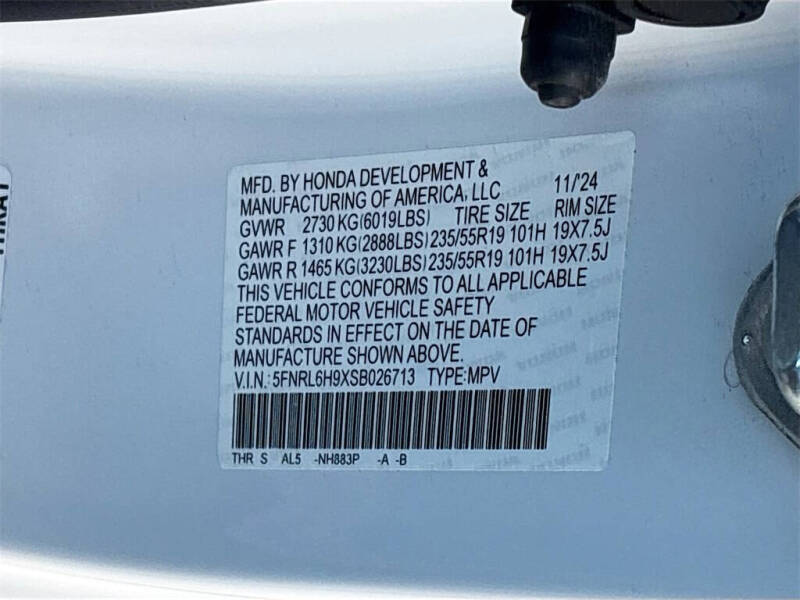 MFD. BY HONDA DEVELOPMENT &
MANUFACTURING OF AMERICA, LLC 11/'24
GVWR 2730 KG(6019LBS) TIRE SIZE RIM SIZE
GAWR F 1310 KG(2888LBS) 235/55R19 101H 19X7.5J
GAWR R 1465 KG(3230LBS) 235/55R19 101H 19X7.5J
THIS VEHICLE CONFORMS TO ALL APPLICABLE
FEDERAL MOTOR VEHICLE SAFETY
STANDARDS IN EFFECT ON THE DATE OF
MANUFACTURE SHOWN ABOVE.
V.I.N.: 5FNRL6H9XSB026713 TYPE:MPV
THR S AL5 -NH883P -A -B